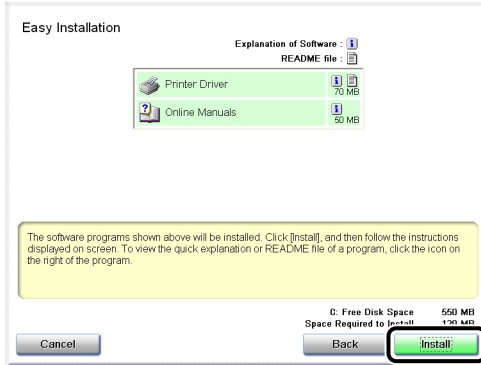 Easy Installation
Explanation of Software :
README file :
Printer Driver
70 MB
Online Manuals
50 MB
The software programs shown above will be installed. Click [Install], and then follow the instructions
displayed on screen. To view the quick explanation or README file of a program, click the icon on
the right of the program.
C: Free Disk Space 550 MB
Space Required to Install 120 MB
Cancel Back Install